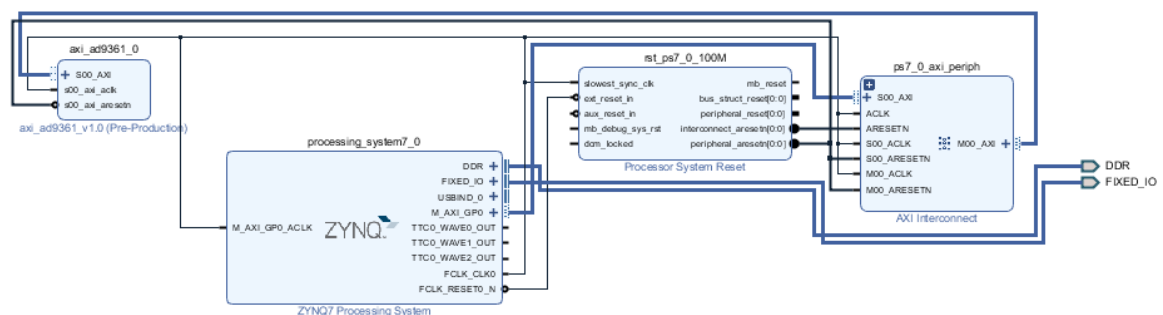 axi_ad9361_0
S00_AXI
s00_axi_aclk
s00_axi_aresetn
axi_ad9361_v1.0 (Pre-Production)
processing_system7_0
M_AXI_GP0_ACLK
ZYNQ
DDR
FIXED_IO
USBIND_0
M_AXI_GP0
TTC0_WAVE0_OUT
TTC0_WAVE1_OUT
TTC0_WAVE2_OUT
FCLK_CLK0
FCLK_RESET0_N
ZYNQ7 Processing System
rst_ps7_0_100M
slowest_sync_clk
ext_reset_in
aux_reset_in
mb_debug_sys_rst
dcm_locked
mb_reset
bus_struct_reset[0:0]
peripheral_reset[0:0]
interconnect_aresetn[0:0]
peripheral_aresetn[0:0]
Processor System Reset
ps7_0_axi_periph
S00_AXI
ACLK
ARESETN
S00_ACLK
S00_ARESETN
M00_ACLK
M00_ARESETN
M00_AXI
AXI Interconnect
DDR
FIXED_IO